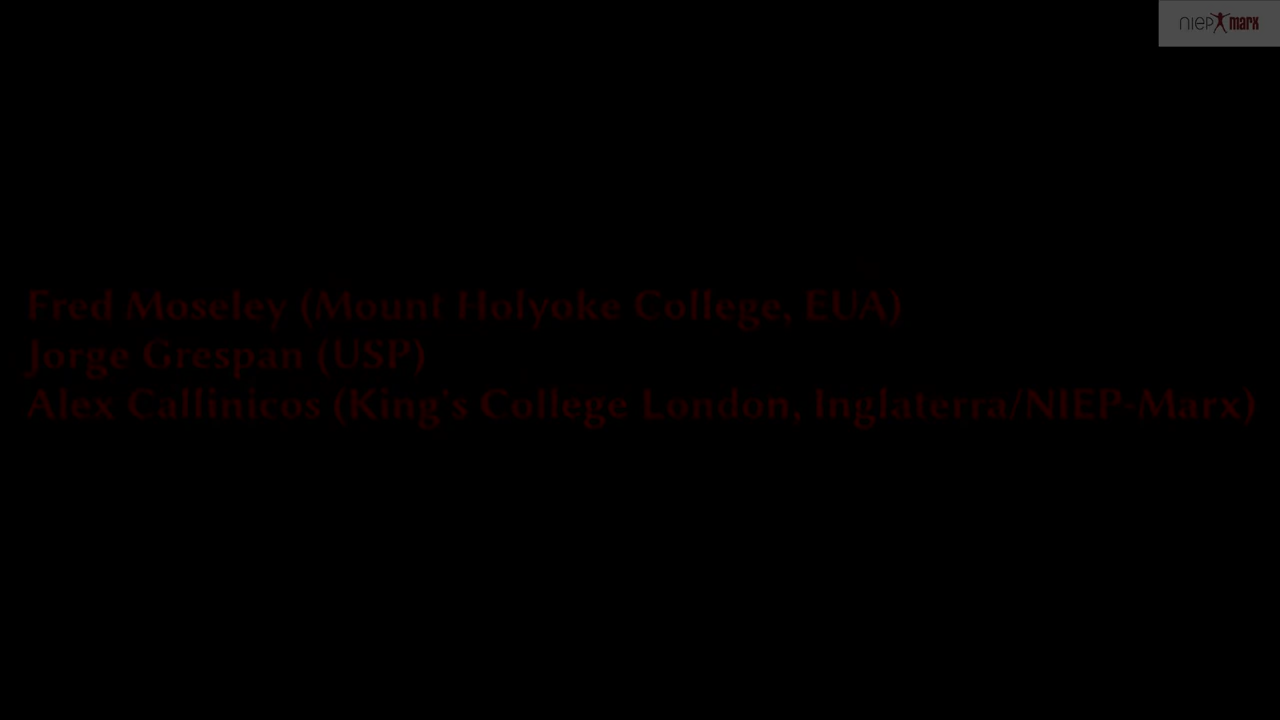 niep marx
Fred Moseley (Mount Holyoke College, EUA)
Jorge Grespan (USP)
Alex Callinicos (King's College London, Inglaterra/NIEP-Marx)